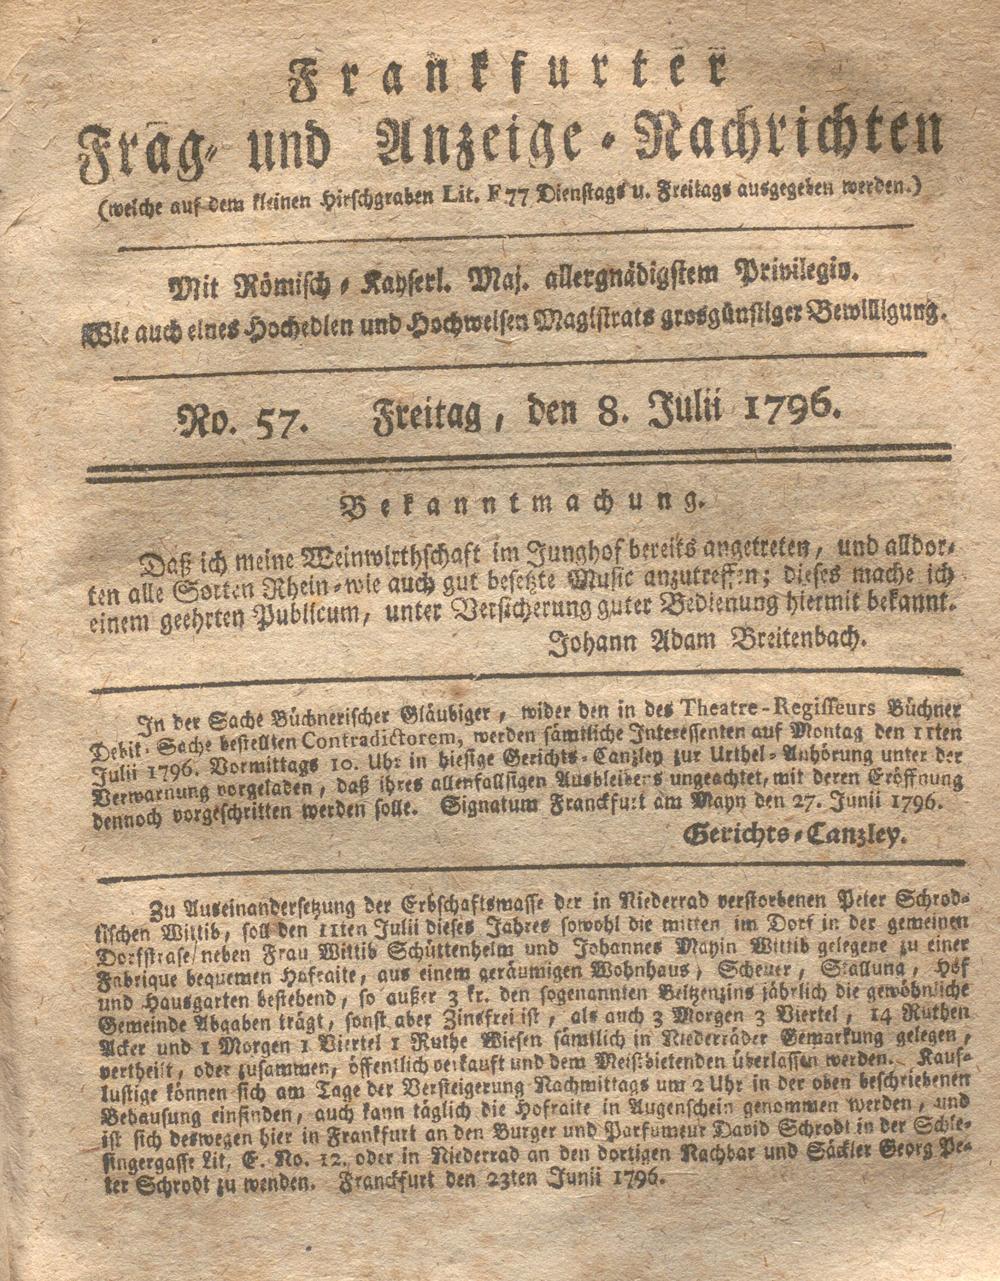 Frankfurter
Frag- und Anzeige-Nachrichten
(welche auf dem kleinen Hirschgraben Lit. F 77 Dienstags u. Freitags ausgegeben werden.)
Mit Römisch-Kayserl. Maj. allergnädigstem Privilegio.
Wie auch eines Hochedlen und Hochweisen Magistrats grosgünstiger Bewilligung.
No. 57. Freitag, den 8. Julii 1796.
Bekanntmachung.
Daß ich meine Weinwirthschaft im Junghof bereits angetreten, und alldor-
ten alle Sorten Rhein-wie auch gut besetzte Music anzutreffen; dieses mache ich
einem geehrten Publicum, unter Versicherung guter Bedienung hiermit bekannt.
Johann Adam Breitenbach.
In der Sache Büchnerischer Gläubiger, wider den in des Theatre-Regisseurs Büchner
Debit-Sache bestellten Contradictorem, werden sämtliche Interessenten auf Montag den 11ten
Julii 1796. Vormittags 10. Uhr in hiesige Gerichts-Canzley zur Urthel-Anhörung unter der
Verwarnung vorgeladen, daß ihres allenfallsigen Ausbleibens ungeachtet, mit deren Eröffnung
dennoch vorgeschritten werden solle. Signatum Franckfurt am Mayn den 27. Junii 1796.
Gerichts-Canzley.
Zu Auseinandersetzung der Erbschaftsmasse der in Niederrad verstorbenen Peter Schrod-
tischen Wittib, soll den 11ten Julii dieses Jahres sowohl die mitten im Dorf in der gemeinen
Dorfstrase neben Frau Wittib Schüttenhelm und Johannes Mayin Wittib gelegene zu einer
Fabrique bequemen Hofraite, aus einem geräumigen Wohnhaus, Scheuer, Stallung, Hof
und Hausgarten bestehend, so außer 3 kr. den sogenannten Beltzenzins jährlich die gewöhnliche
Gemeinde Abgaben trägt, sonst aber Zinsfrei ist, als auch 3 Morgen 3 Viertel, 14 Ruthen
Acker und 1 Morgen 1 Viertel 1 Ruthe Wiesen sämtlich in Niederräder Gemarkung gelegen,
vertheilt, oder zusammen, öffentlich verkauft und dem Meistbietenden überlassen werden. Kauf-
lustige können sich am Tage der Versteigerung Nachmittags um 2 Uhr in der oben beschriebenen
Behausung einfinden, auch kann täglich die Hofraite in Augenschein genommen werden, und
ist sich deswegen hier in Frankfurt an den Burger und Parfumeur David Schrodt in der Schle-
singergasse Lit. E. No. 12. oder in Niederrad an den dortigen Nachbar und Säckler Georg Pe-
ter Schrodt zu wenden. Franckfurt den 23ten Junii 1796.